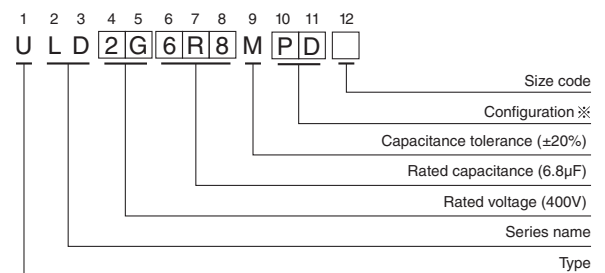 1 2 3 4 5 6 7 8 9 10 11 12
U L D 2 G 6 R 8 M P D
Size code
Configuration ※
Capacitance tolerance (±20%)
Rated capacitance (6.8µF)
Rated voltage (400V)
Series name
Type